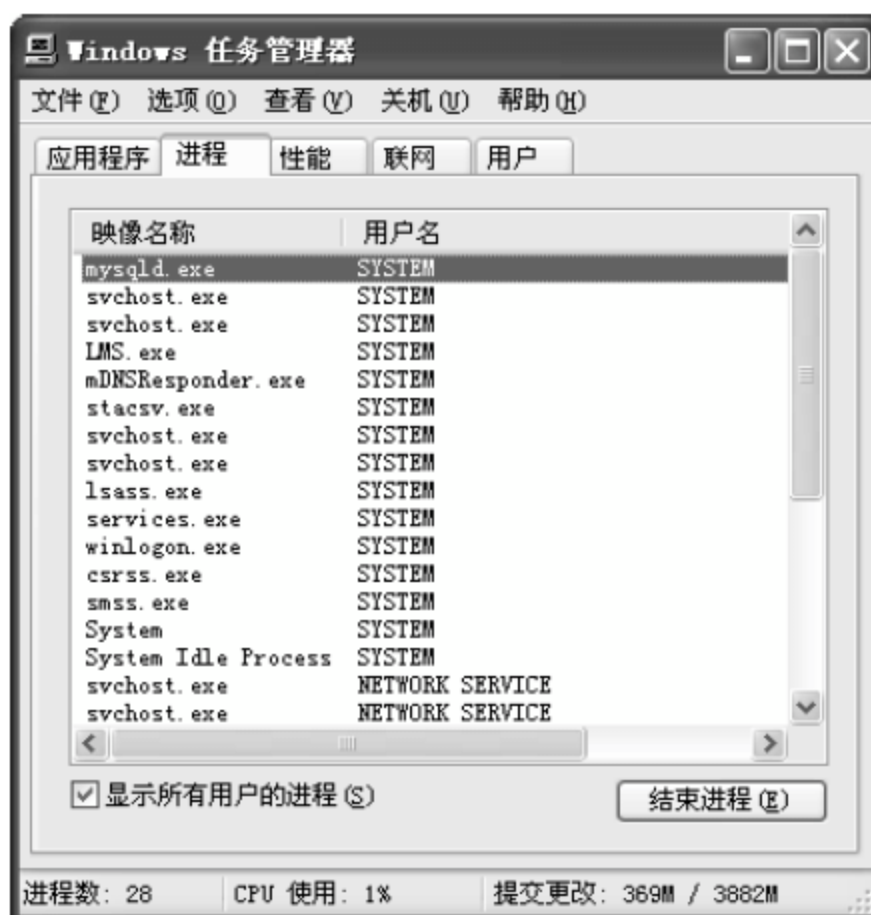 Windows 任务管理器
文件(F) 选项(O) 查看(V) 关机(U) 帮助(H)
应用程序 进程 性能 联网 用户
映像名称 用户名
mysqld.exe SYSTEM
svchost.exe SYSTEM
svchost.exe SYSTEM
LMS.exe SYSTEM
mDNSResponder.exe SYSTEM
stacsv.exe SYSTEM
svchost.exe SYSTEM
svchost.exe SYSTEM
lsass.exe SYSTEM
services.exe SYSTEM
winlogon.exe SYSTEM
csrss.exe SYSTEM
smss.exe SYSTEM
System SYSTEM
System Idle Process SYSTEM
svchost.exe NETWORK SERVICE
svchost.exe NETWORK SERVICE
显示所有用户的进程(S) 结束进程(E)
进程数: 28 CPU 使用: 1% 提交更改: 369M / 3882M